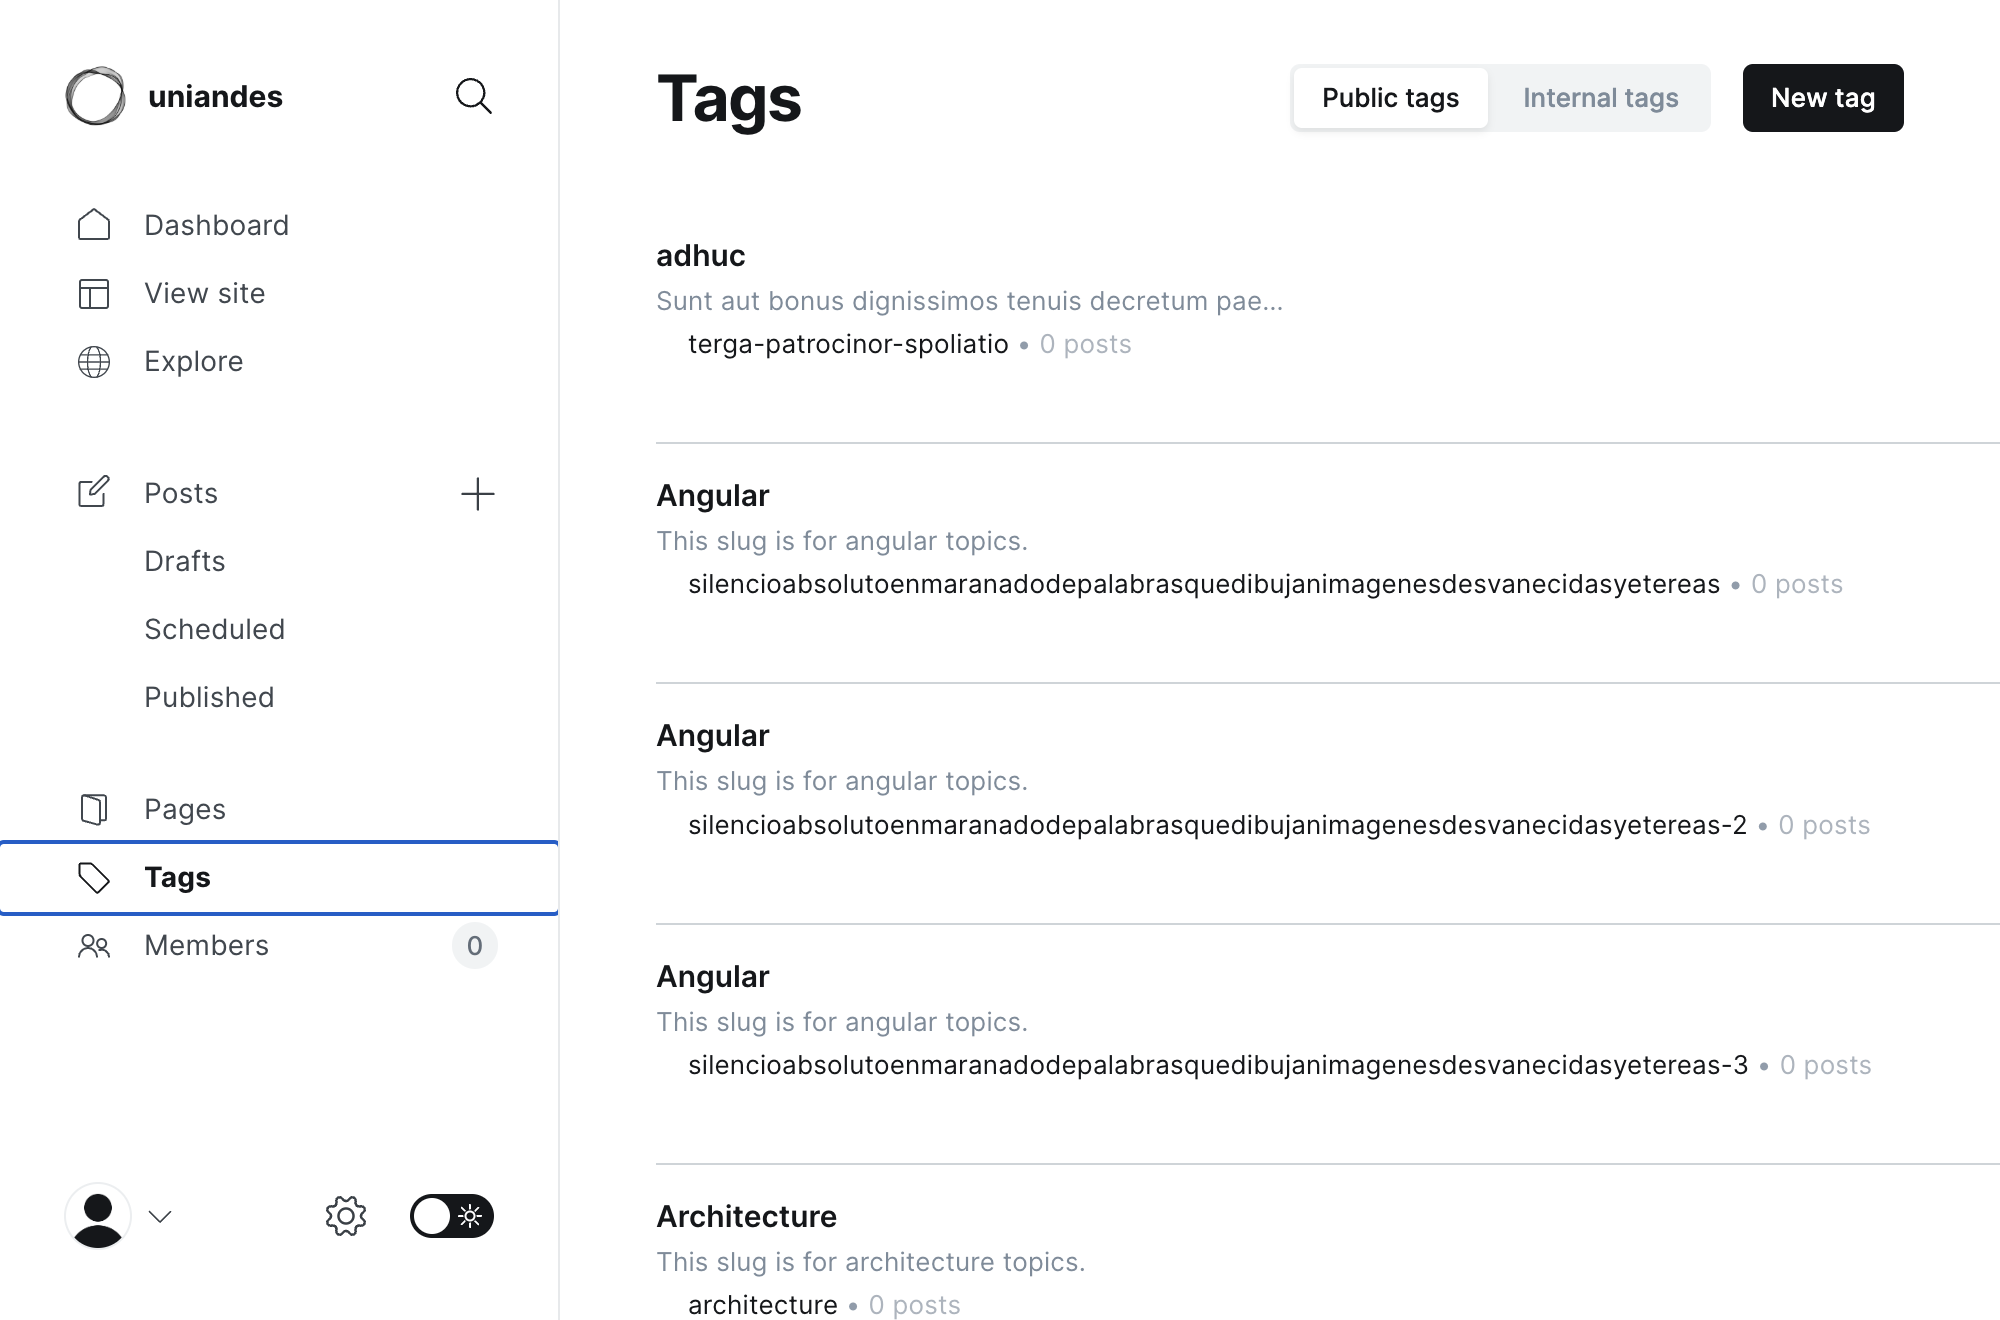 uniandes
Dashboard
View site
Explore
Posts
Drafts
Scheduled
Published
Pages
Tags
Members 0
Tags
Public tags Internal tags New tag
adhuc
Sunt aut bonus dignissimos tenuis decretum pae...
terga-patrocinor-spoliatio • 0 posts
Angular
This slug is for angular topics.
silencioabsolutoenmaranadodepalabrasquedibujanimagenesdesvanecidasyetereas • 0 posts
Angular
This slug is for angular topics.
silencioabsolutoenmaranadodepalabrasquedibujanimagenesdesvanecidasyetereas-2 • 0 posts
Angular
This slug is for angular topics.
silencioabsolutoenmaranadodepalabrasquedibujanimagenesdesvanecidasyetereas-3 • 0 posts
Architecture
This slug is for architecture topics.
architecture • 0 posts